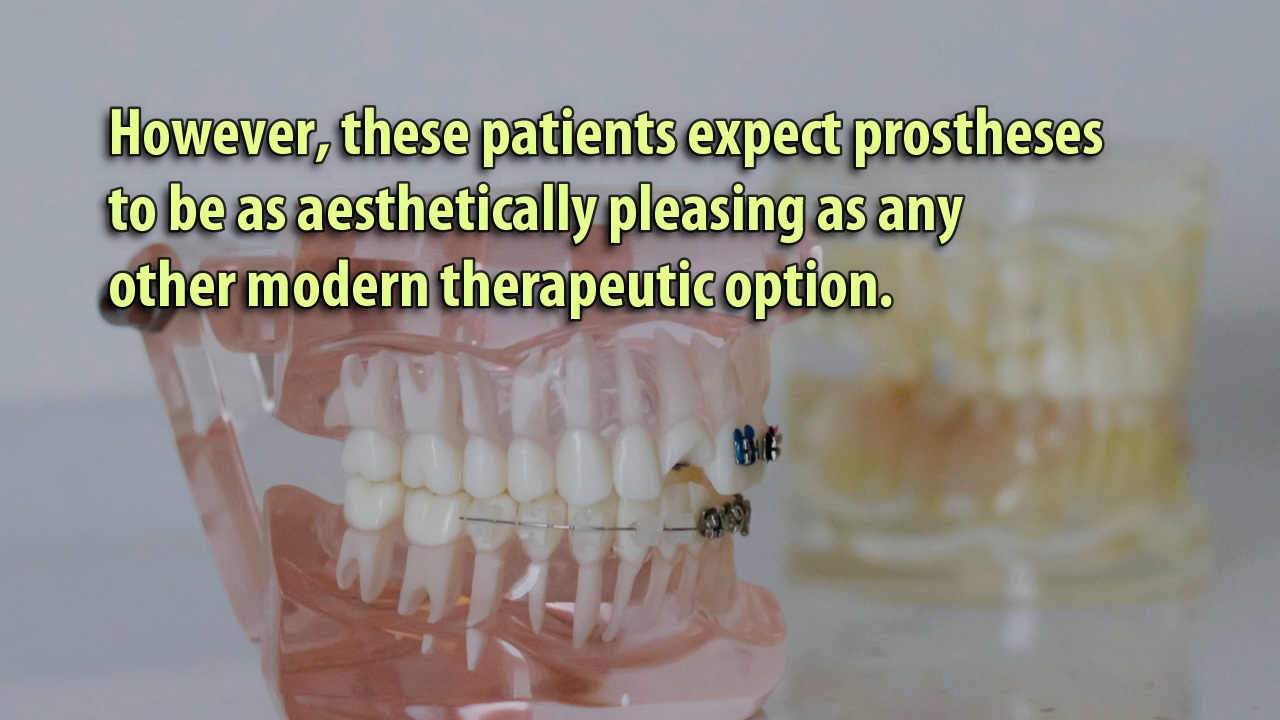 However, these patients expect prostheses
to be as aesthetically pleasing as any
other modern therapeutic option.